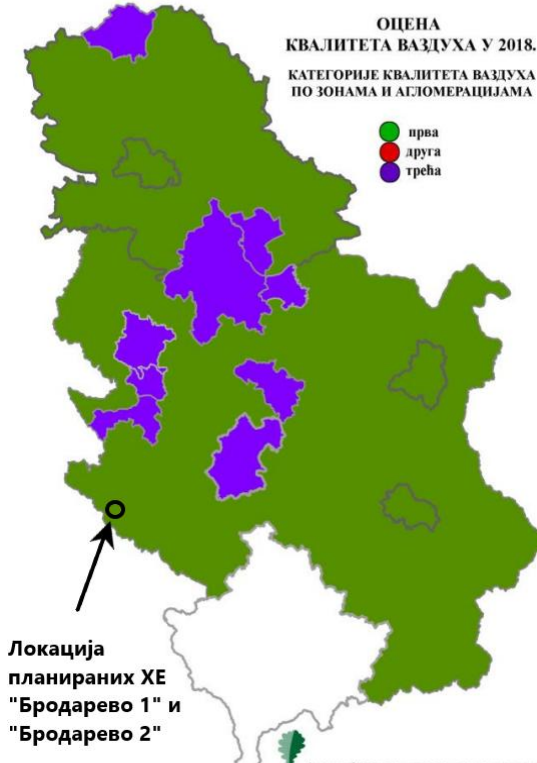 ОЦЕНА
КВАЛИТЕТА ВАЗДУХА У 2018.
КАТЕГОРИЈЕ КВАЛИТЕТА ВАЗДУХА
ПО ЗОНАМА И АГЛОМЕРАЦИЈАМА
прва
друга
трећа
Локација
планираних ХЕ
"Бродарево 1" и
"Бродарево 2"